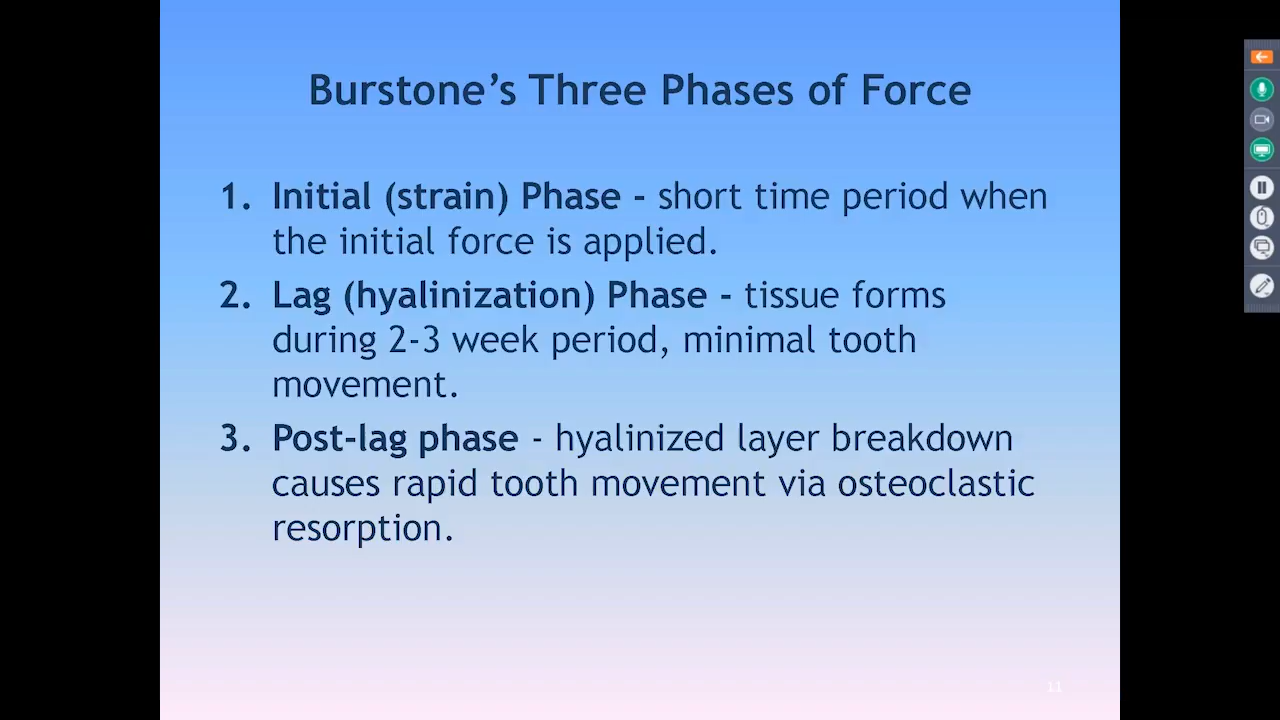 Burstone’s Three Phases of Force
1. Initial (strain) Phase - short time period when
the initial force is applied.
2. Lag (hyalinization) Phase - tissue forms
during 2-3 week period, minimal tooth
movement.
3. Post-lag phase - hyalinized layer breakdown
causes rapid tooth movement via osteoclastic
resorption.
11